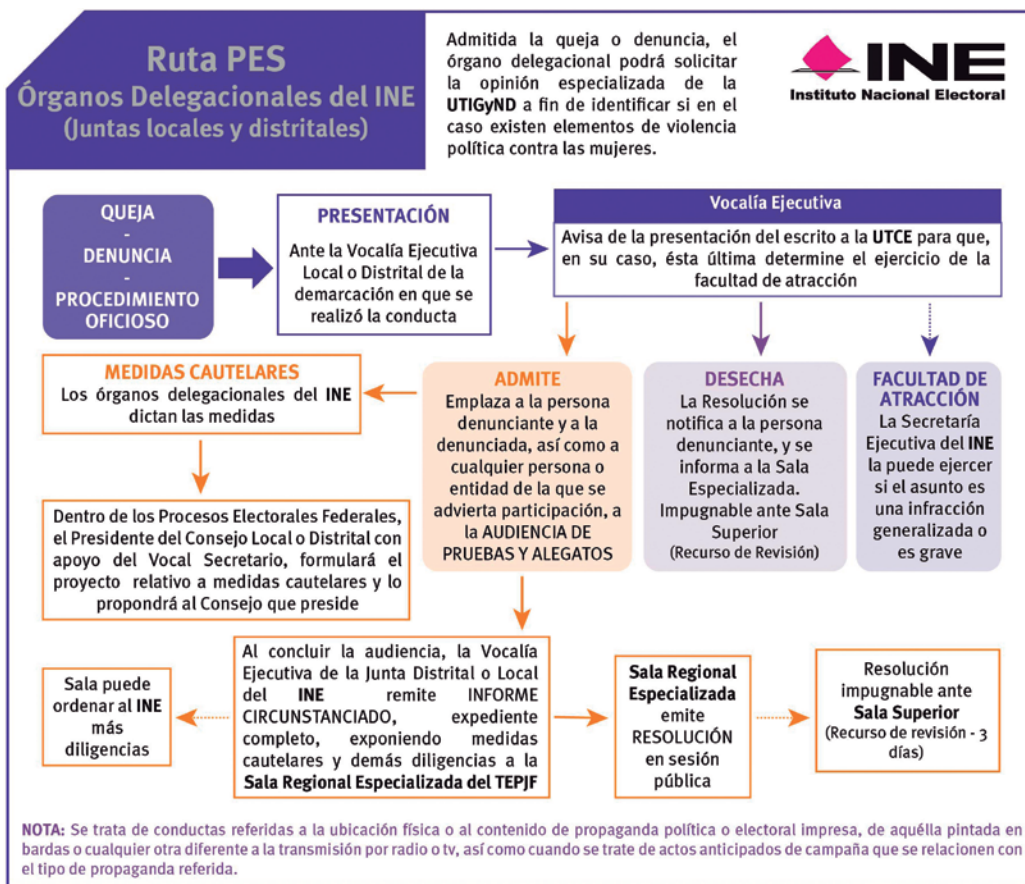 Ruta PES
Órganos Delegacionales del INE
(Juntas locales y distritales)
Admitida la queja o denuncia, el
órgano delegacional podrá solicitar
la opinión especializada de la
UTIGyND a fin de identificar si en el
caso existen elementos de violencia
política contra las mujeres.
INE
Instituto Nacional Electoral
QUEJA
-
DENUNCIA
-
PROCEDIMIENTO
OFICIOSO
PRESENTACIÓN
Ante la Vocalía Ejecutiva
Local o Distrital de la
demarcación en que se
realizó la conducta
Vocalía Ejecutiva
Avisa de la presentación del escrito a la UTCE para que,
en su caso, ésta última determine el ejercicio de la
facultad de atracción
MEDIDAS CAUTELARES
Los órganos delegacionales del INE
dictan las medidas
ADMITE
Emplaza a la persona
denunciante y a la
denunciada, así como a
cualquier persona o
entidad de la que se
advierta participación, a
la AUDIENCIA DE
PRUEBAS Y ALEGATOS
DESECHA
La Resolución se
notifica a la persona
denunciante, y se
informa a la Sala
Especializada.
Impugnable ante Sala
Superior
(Recurso de Revisión)
FACULTAD DE
ATRACCIÓN
La Secretaría
Ejecutiva del INE
la puede ejercer
si el asunto es
una infracción
generalizada o
es grave
Dentro de los Procesos Electorales Federales,
el Presidente del Consejo Local o Distrital con
apoyo del Vocal Secretario, formulará el
proyecto relativo a medidas cautelares y lo
propondrá al Consejo que preside
Sala puede
ordenar al INE
más
diligencias
Al concluir la audiencia, la Vocalía
Ejecutiva de la Junta Distrital o Local
del INE remite INFORME
CIRCUNSTANCIADO, expediente
completo, exponiendo medidas
cautelares y demás diligencias a la
Sala Regional Especializada del TEPJF
Sala Regional
Especializada
emite
RESOLUCIÓN
en sesión
pública
Resolución
impugnable ante
Sala Superior
(Recurso de revisión - 3
días)
NOTA: Se trata de conductas referidas a la ubicación física o al contenido de propaganda política o electoral impresa, de aquélla pintada en
bardas o cualquier otra diferente a la transmisión por radio o tv, así como cuando se trate de actos anticipados de campaña que se relacionen con
el tipo de propaganda referida.